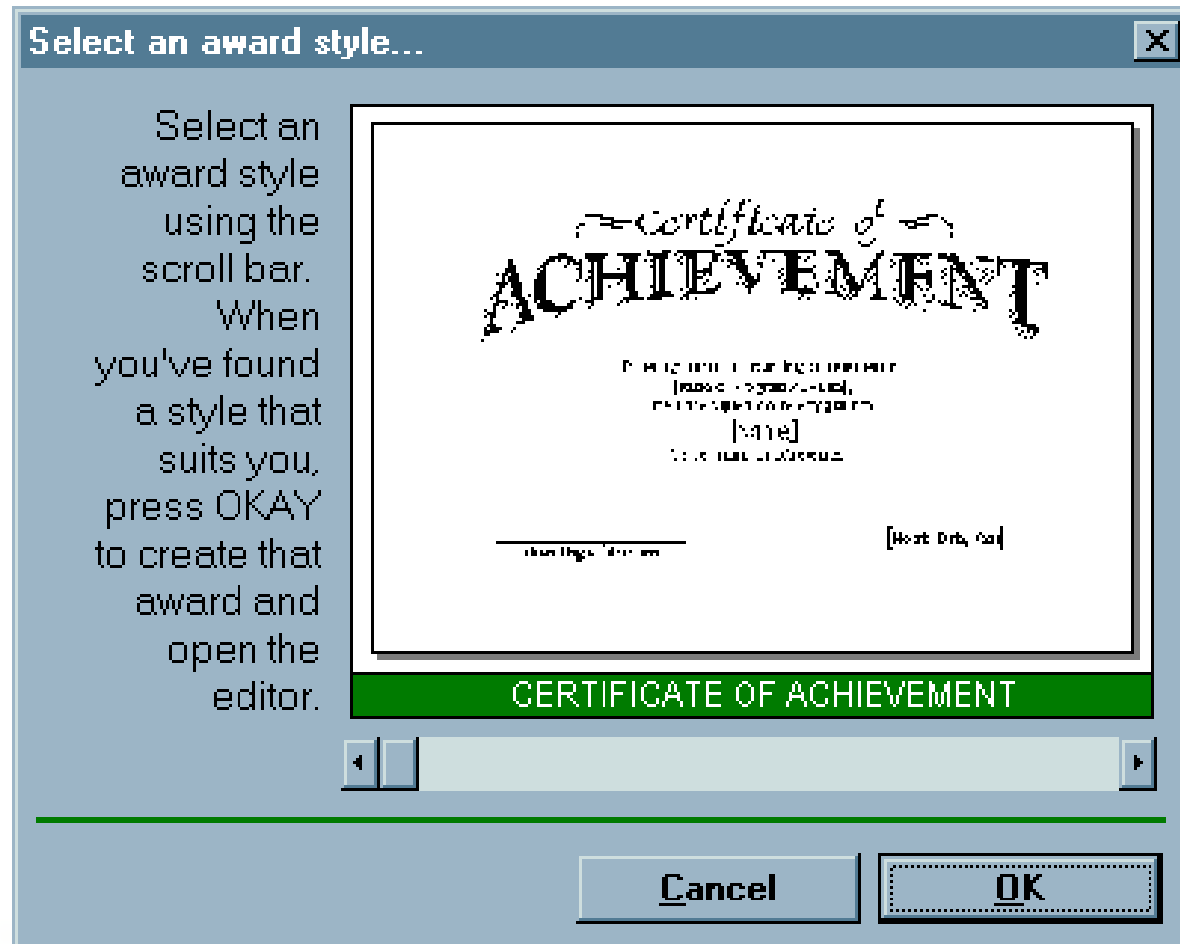 Select an award style...
Select an
award style
using the
scroll bar.
When
you've found
a style that
suits you,
press OKAY
to create that
award and
open the
editor.
Certificate of
ACHIEVEMENT
[Name]
CERTIFICATE OF ACHIEVEMENT
Cancel
OK